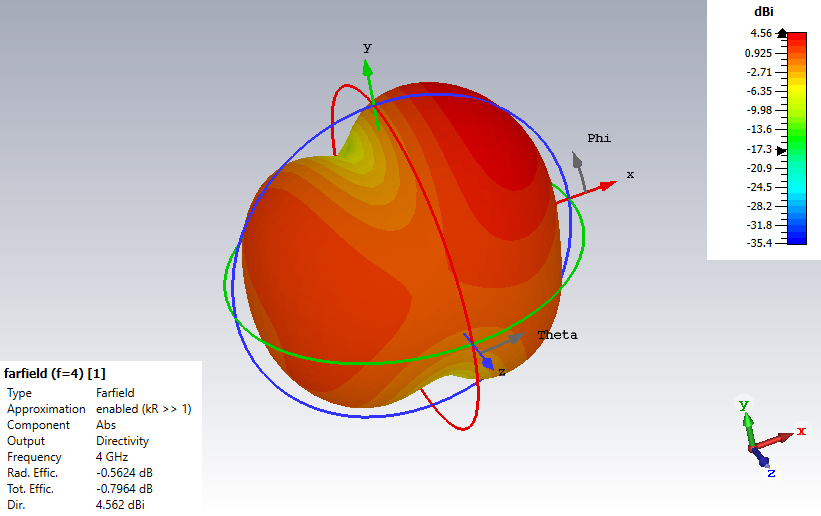 dBi
4.56
0.925
-2.71
-6.35
-9.98
-13.6
-17.3
-20.9
-24.5
-28.2
-31.8
-35.4
y
Phi
x
Theta
z
y
x
z
farfield (f=4) [1]
Type Farfield
Approximation enabled (kR >> 1)
Component Abs
Output Directivity
Frequency 4 GHz
Rad. Effic. -0.5624 dB
Tot. Effic. -0.7964 dB
Dir. 4.562 dBi